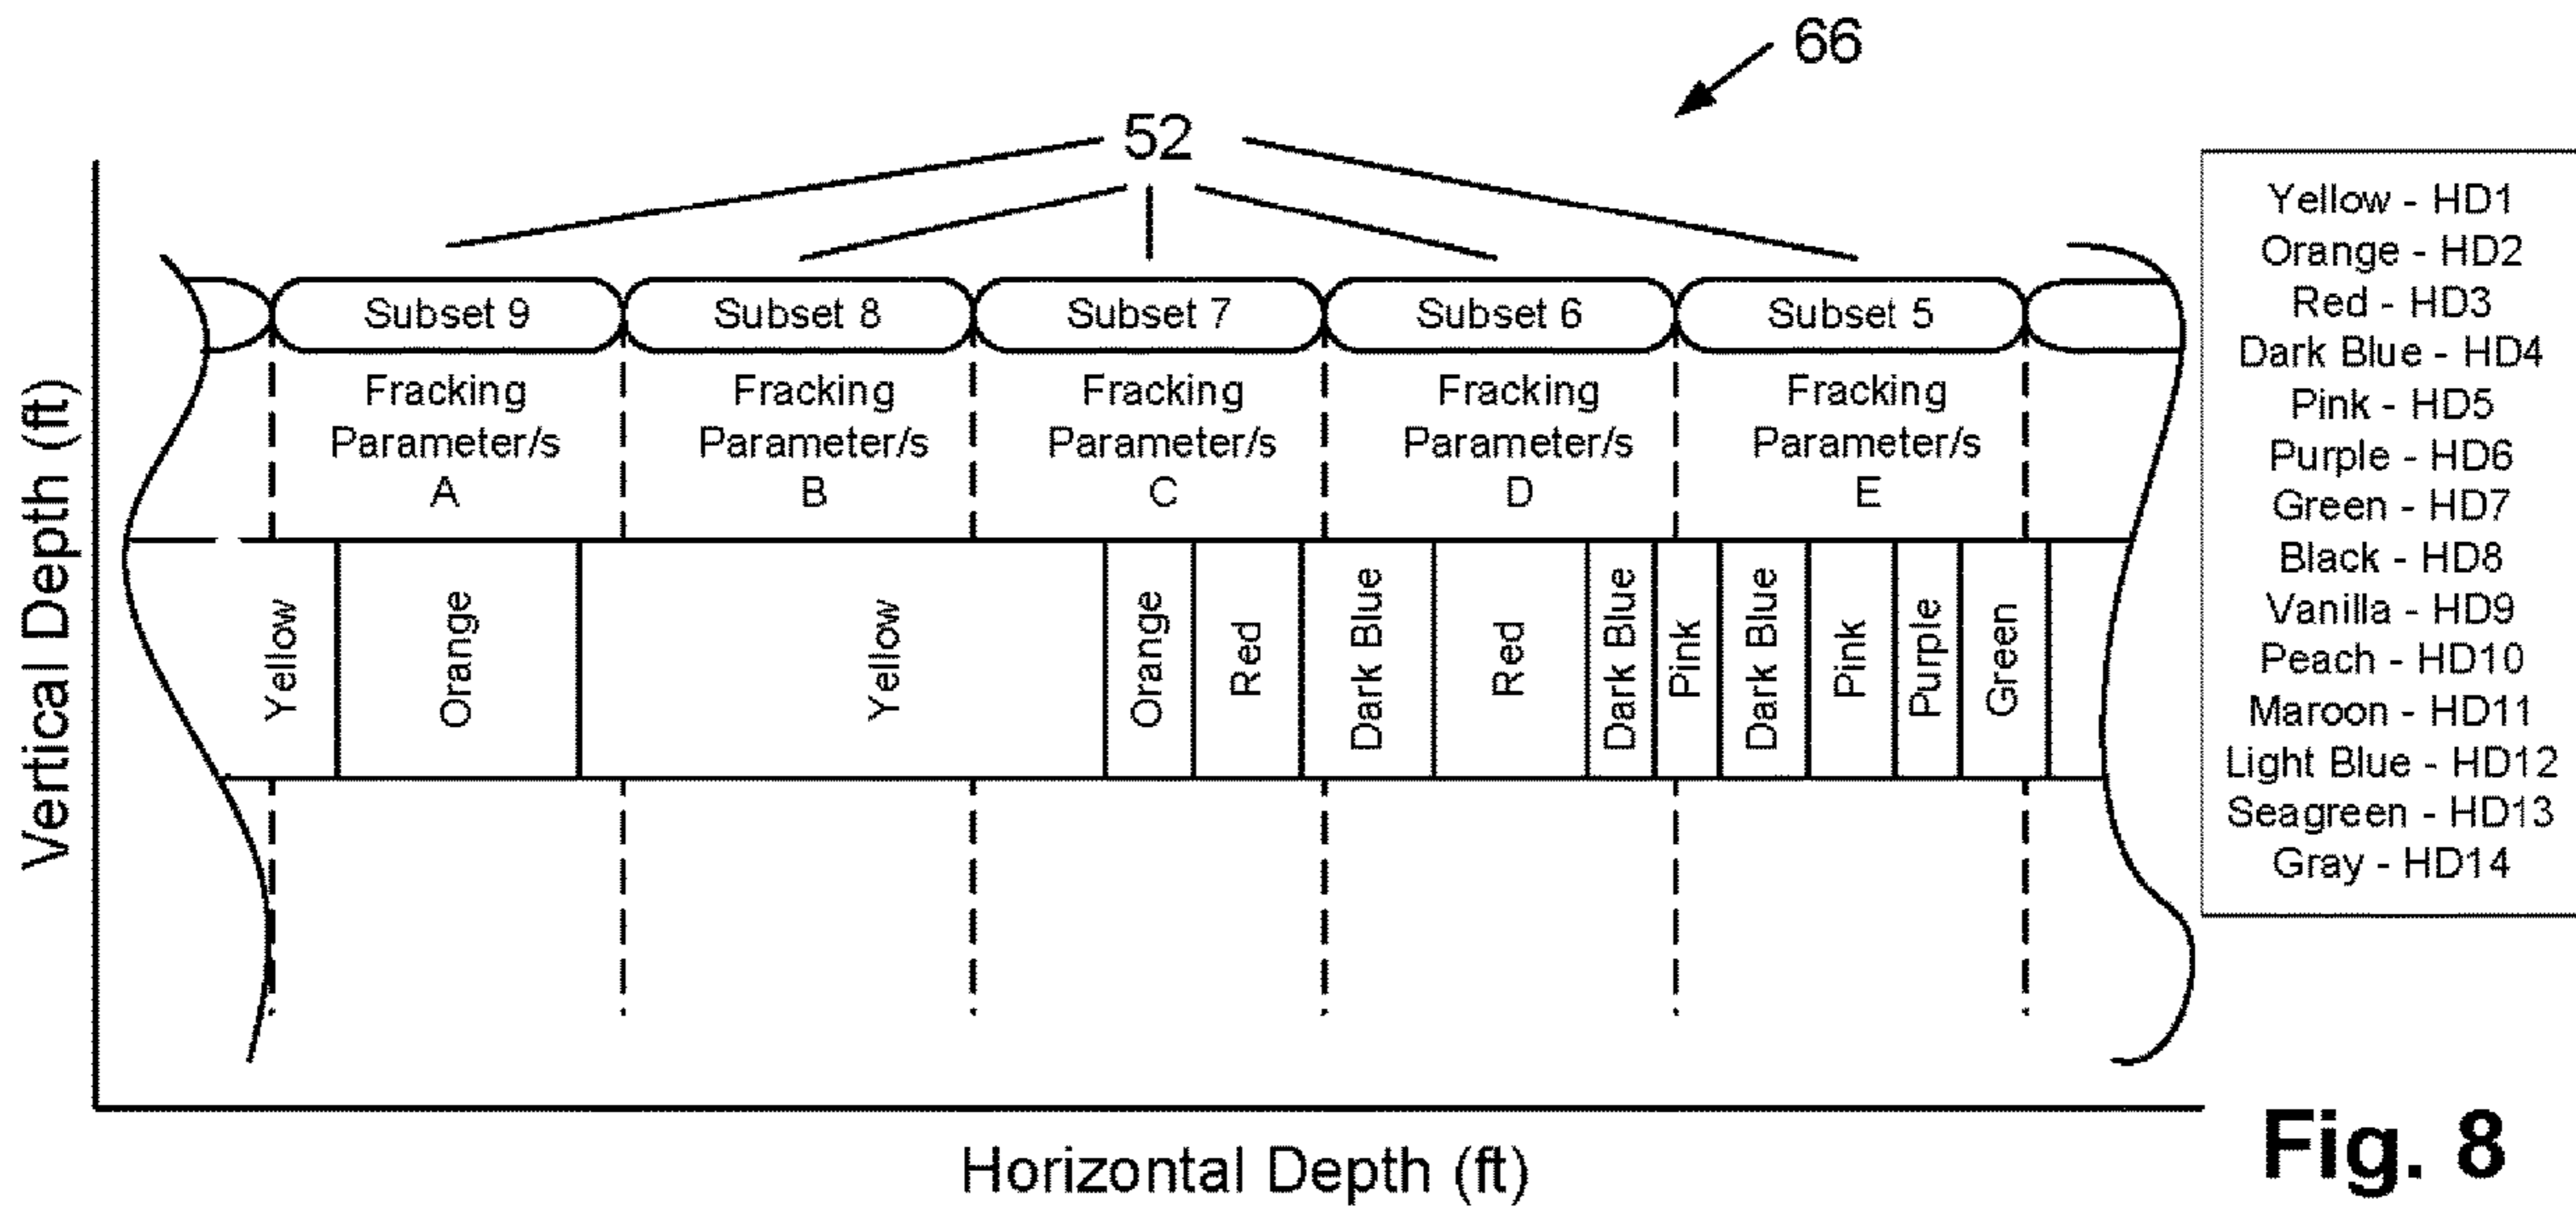 66
52
Subset 9
Subset 8
Subset 7
Subset 6
Subset 5
Fracking
Parameter/s
A
Fracking
Parameter/s
B
Fracking
Parameter/s
C
Fracking
Parameter/s
D
Fracking
Parameter/s
E
Yellow
Orange
Yellow
Orange
Red
Dark Blue
Red
Dark Blue
Pink
Dark Blue
Pink
Purple
Green
Vertical Depth (ft)
Horizontal Depth (ft)
Yellow - HD1
Orange - HD2
Red - HD3
Dark Blue - HD4
Pink - HD5
Purple - HD6
Green - HD7
Black - HD8
Vanilla - HD9
Peach - HD10
Maroon - HD11
Light Blue - HD12
Seagreen - HD13
Gray - HD14
Fig. 8